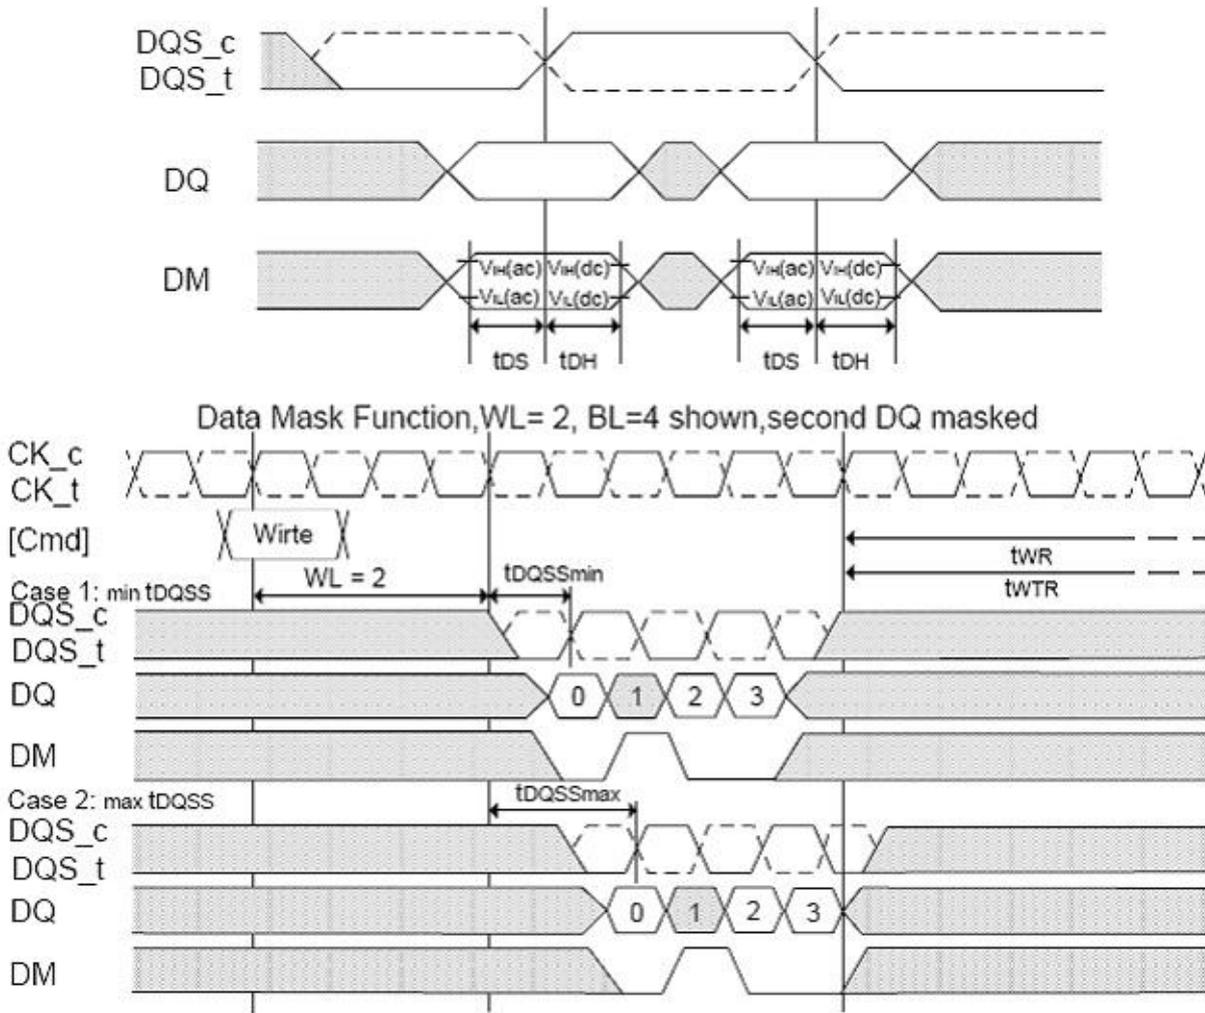 DQS_c
DQS_t
DQ
DM
VIH(ac) VIH(dc) VIH(ac) VIH(dc)
VIL(ac) VIL(dc) VIL(ac) VIL(dc)
tDS tDH tDS tDH
Data Mask Function,WL= 2, BL=4 shown,second DQ masked
CK_c
CK_t
[Cmd] Wirte
tWR
WL = 2 tDQSSmin tWTR
Case 1: min tDQSS
DQS_c
DQS_t
DQ 0 1 2 3
DM
Case 2: max tDQSS tDQSSmax
DQS_c
DQS_t
DQ 0 1 2 3
DM